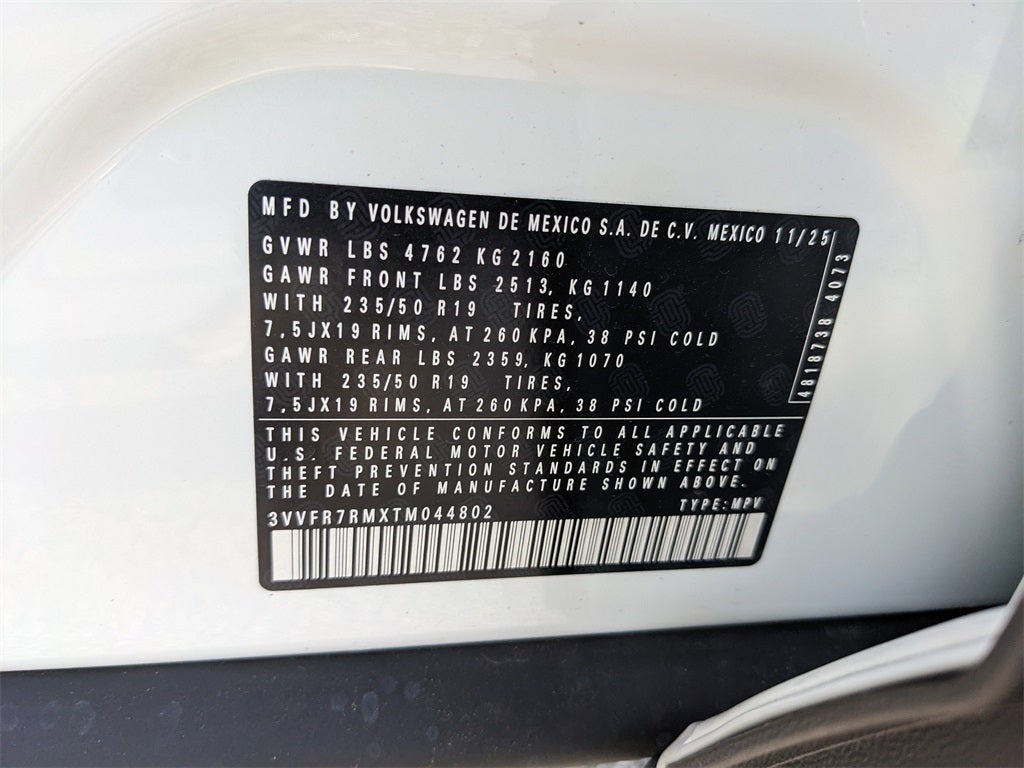 MFD BY VOLKSWAGEN DE MEXICO S.A. DE C.V. MEXICO 11/25
GVWR LBS 4762 KG 2160
GAWR FRONT LBS 2513, KG 1140
WITH 235/50 R19 TIRES,
7,5JX19 RIMS, AT 260 KPA, 38 PSI COLD
GAWR REAR LBS 2359, KG 1070
WITH 235/50 R19 TIRES,
7,5JX19 RIMS, AT 260 KPA, 38 PSI COLD
4818738 4073
THIS VEHICLE CONFORMS TO ALL APPLICABLE
U.S. FEDERAL MOTOR VEHICLE SAFETY AND
THEFT PREVENTION STANDARDS IN EFFECT ON
THE DATE OF MANUFACTURE SHOWN ABOVE.
3VVFR7RMXTM044802 TYPE: MPV